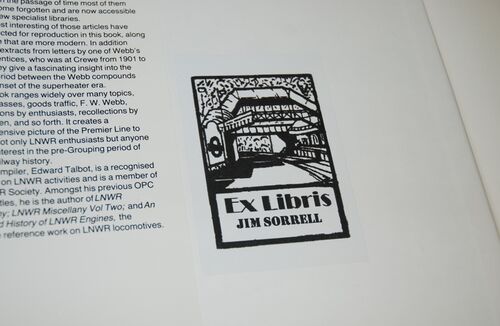 the passage of time most of them
ome forgotten and are now accessible
ew specialist libraries.
st interesting of those articles have
cted for reproduction in this book, along
e that are more modern. In addition
extracts from letters by one of Webb's
entices, who was at Crewe from 1901 to
ey give a fascinating insight into the
eriod between the Webb compounds
nset of the superheater era.
ok ranges widely over many topics,
asses, goods traffic, F. W. Webb,
ons by enthusiasts, recollections by
en, and so forth. It creates a
ensive picture of the Premier Line to
ot only LNWR enthusiasts but anyone
nterest in the pre-Grouping period of
ilway history.
mpiler, Edward Talbot, is a recognised
on LNWR activities and is a member of
R Society. Amongst his previous OPC
ties, he is the author of LNWR
y; LNWR Miscellany Vol Two; and An
d History of LNWR Engines, the
reference work on LNWR locomotives.
Ex Libris
JIM SORRELL